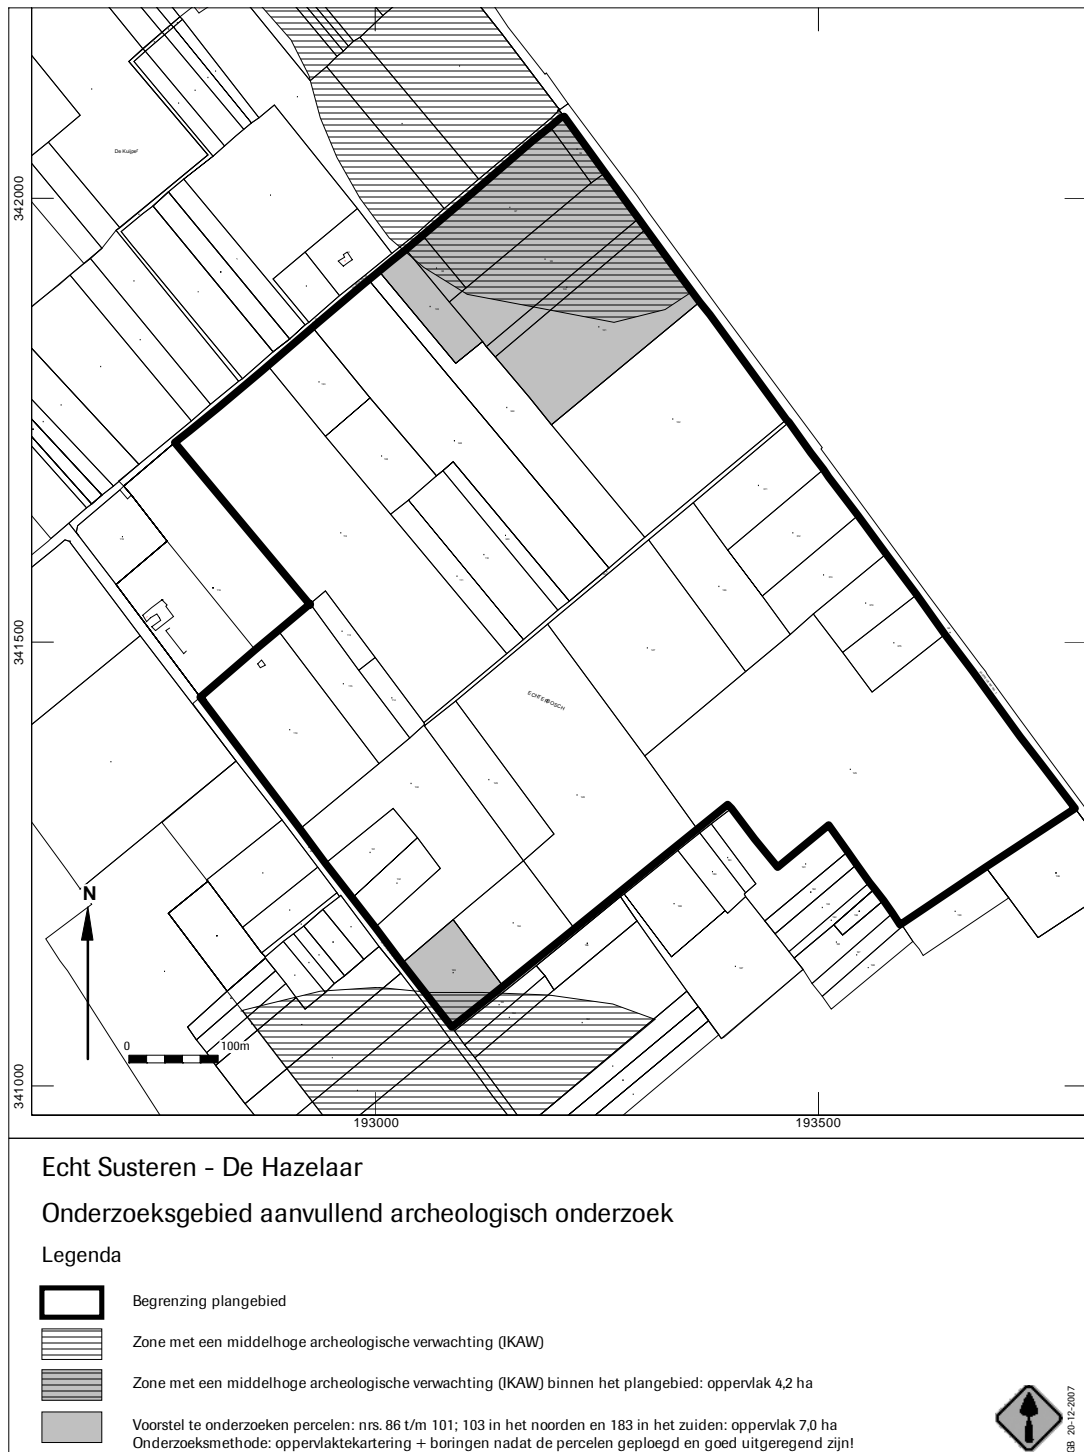 De Kuiper
342000
341500
ECHTERBOSCH
N
0
100m
341000
193000
193500
Echt Susteren - De Hazelaar
Onderzoeksgebied aanvullend archeologisch onderzoek
Legenda
Begrenzing plangebied
Zone met een middelhoge archeologische verwachting (IKAW)
Zone met een middelhoge archeologische verwachting (IKAW) binnen het plangebied: oppervlak 4,2 ha
Voorstel te onderzoeken percelen: nrs. 86 t/m 101; 103 in het noorden en 183 in het zuiden: oppervlak 7,0 ha
Onderzoeksmethode: oppervlaktekartering + boringen nadat de percelen geploegd en goed uitgeregend zijn!
20-12-2007